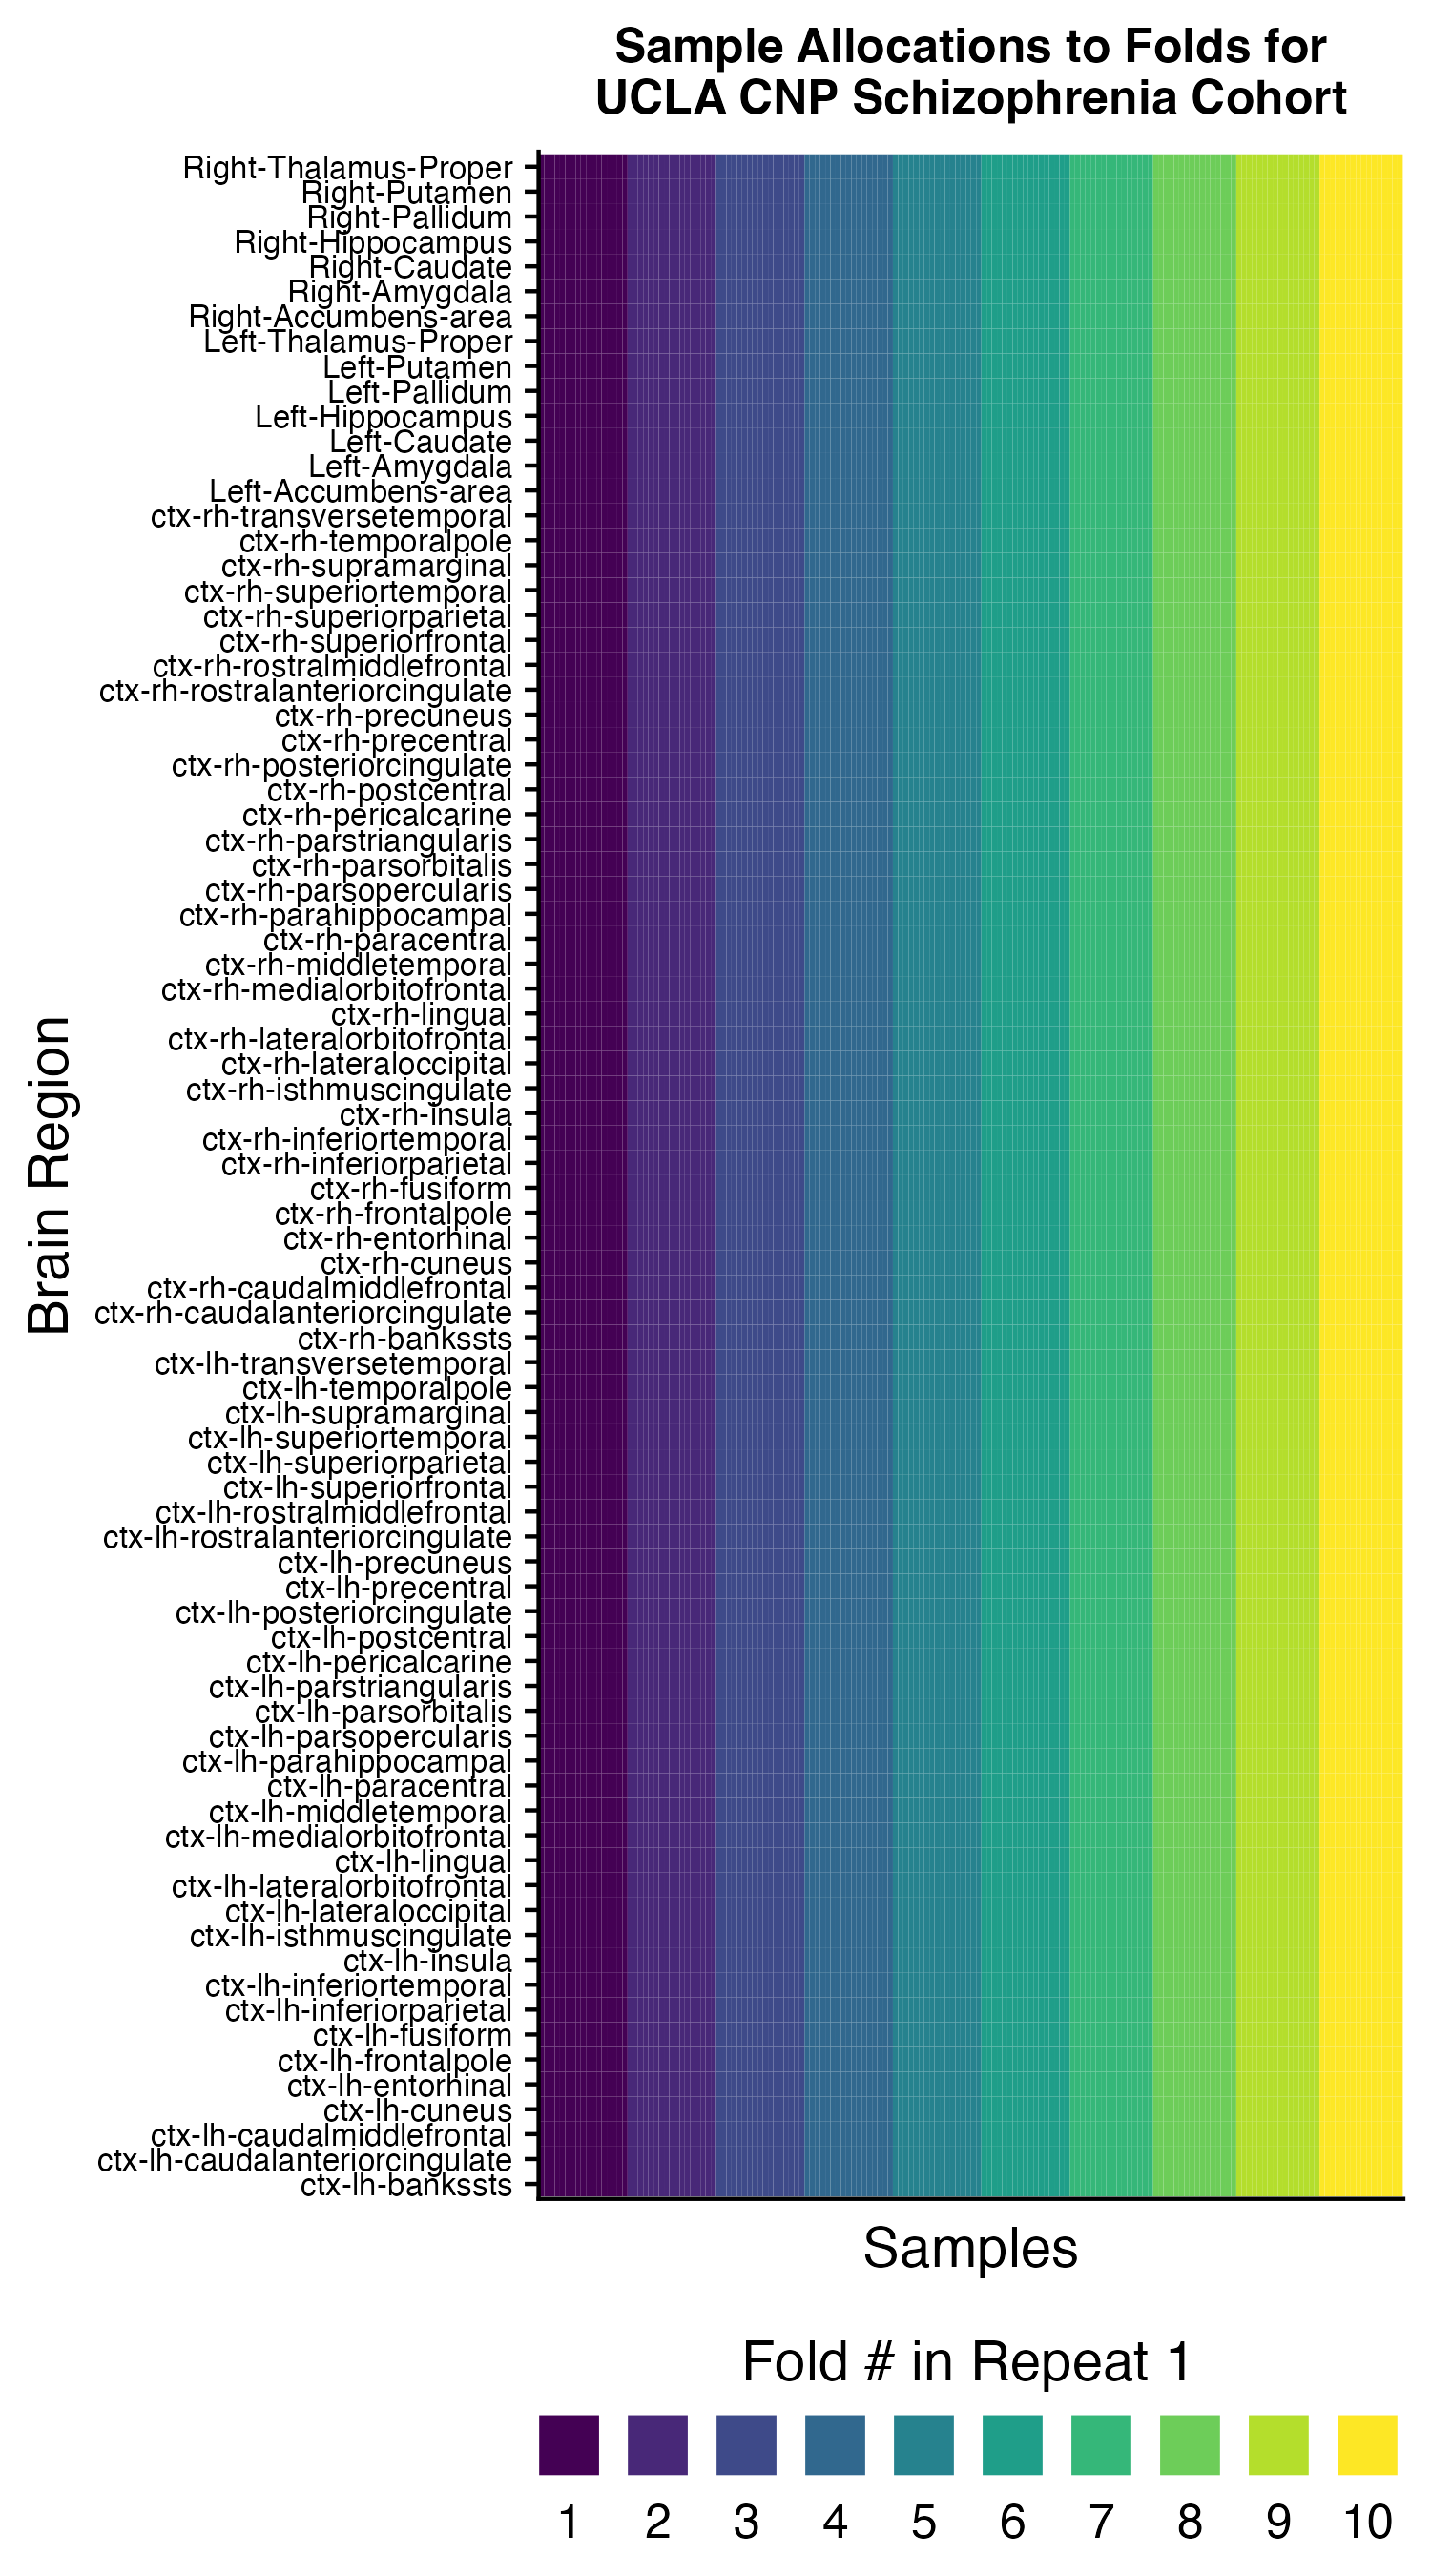 Sample Allocations to Folds for
UCLA CNP Schizophrenia Cohort
Right-Thalamus-Proper
Right-Putamen
Right-Pallidum
Right-Hippocampus
Right-Caudate
Right-Amygdala
Right-Accumbens-area
Left-Thalamus-Proper
Left-Putamen
Left-Pallidum
Left-Hippocampus
Left-Caudate
Left-Amygdala
Left-Accumbens-area
ctx-rh-transversetemporal
ctx-rh-temporalpole
ctx-rh-supramarginal
ctx-rh-superiortemporal
ctx-rh-superiorparietal
ctx-rh-superiorfrontal
ctx-rh-rostralmiddlefrontal
ctx-rh-rostralanteriorcingulate
ctx-rh-precuneus
ctx-rh-precentral
ctx-rh-posteriorcingulate
ctx-rh-postcentral
ctx-rh-pericalcarine
ctx-rh-parstriangularis
ctx-rh-parsorbitalis
ctx-rh-parsopercularis
ctx-rh-parahippocampal
ctx-rh-paracentral
ctx-rh-middletemporal
ctx-rh-medialorbitofrontal
ctx-rh-lingual
ctx-rh-lateralorbitofrontal
ctx-rh-lateraloccipital
ctx-rh-isthmuscingulate
ctx-rh-insula
ctx-rh-inferiortemporal
ctx-rh-inferiorparietal
ctx-rh-fusiform
ctx-rh-frontalpole
ctx-rh-entorhinal
ctx-rh-cuneus
ctx-rh-caudalmiddlefrontal
ctx-rh-caudalanteriorcingulate
ctx-rh-bankssts
ctx-lh-transversetemporal
ctx-lh-temporalpole
ctx-lh-supramarginal
ctx-lh-superiortemporal
ctx-lh-superiorparietal
ctx-lh-superiorfrontal
ctx-lh-rostralmiddlefrontal
ctx-lh-rostralanteriorcingulate
ctx-lh-precuneus
ctx-lh-precentral
ctx-lh-posteriorcingulate
ctx-lh-postcentral
ctx-lh-pericalcarine
ctx-lh-parstriangularis
ctx-lh-parsorbitalis
ctx-lh-parsopercularis
ctx-lh-parahippocampal
ctx-lh-paracentral
ctx-lh-middletemporal
ctx-lh-medialorbitofrontal
ctx-lh-lingual
ctx-lh-lateralorbitofrontal
ctx-lh-lateraloccipital
ctx-lh-isthmuscingulate
ctx-lh-insula
ctx-lh-inferiortemporal
ctx-lh-inferiorparietal
ctx-lh-fusiform
ctx-lh-frontalpole
ctx-lh-entorhinal
ctx-lh-cuneus
ctx-lh-caudalmiddlefrontal
ctx-lh-caudalanteriorcingulate
ctx-lh-bankssts
Brain Region
Samples
Fold # in Repeat 1
1 2 3 4 5 6 7 8 9 10